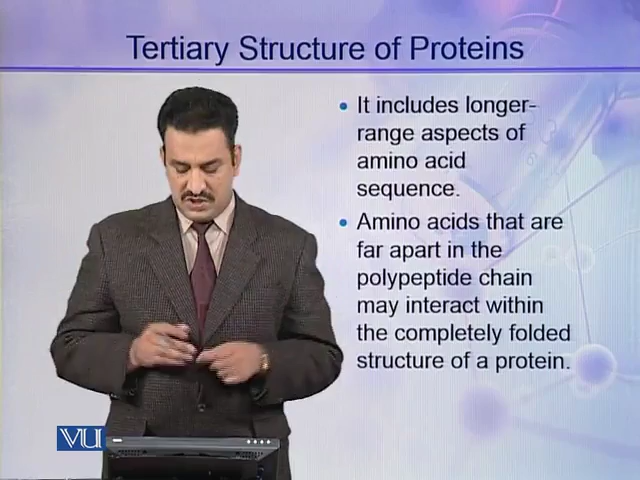 Tertiary Structure of Proteins
• It includes longer-
range aspects of
amino acid
sequence.
• Amino acids that are
far apart in the
polypeptide chain
may interact within
the completely folded
structure of a protein.
VU